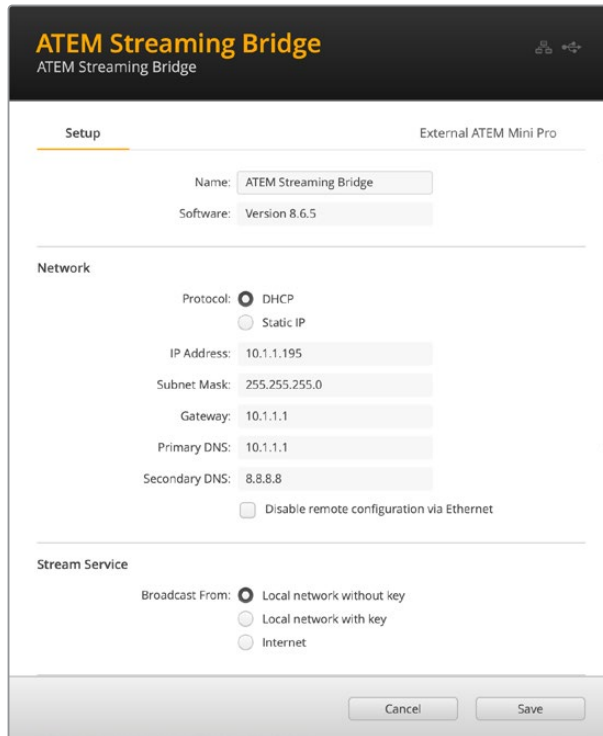 ATEM Streaming Bridge
ATEM Streaming Bridge
Setup
External ATEM Mini Pro
Name: ATEM Streaming Bridge
Software: Version 8.6.5
Network
Protocol: DHCP
Static IP
IP Address: 10.1.1.195
Subnet Mask: 255.255.255.0
Gateway: 10.1.1.1
Primary DNS: 10.1.1.1
Secondary DNS: 8.8.8.8
Disable remote configuration via Ethernet
Stream Service
Broadcast From: Local network without key
Local network with key
Internet
Cancel
Save